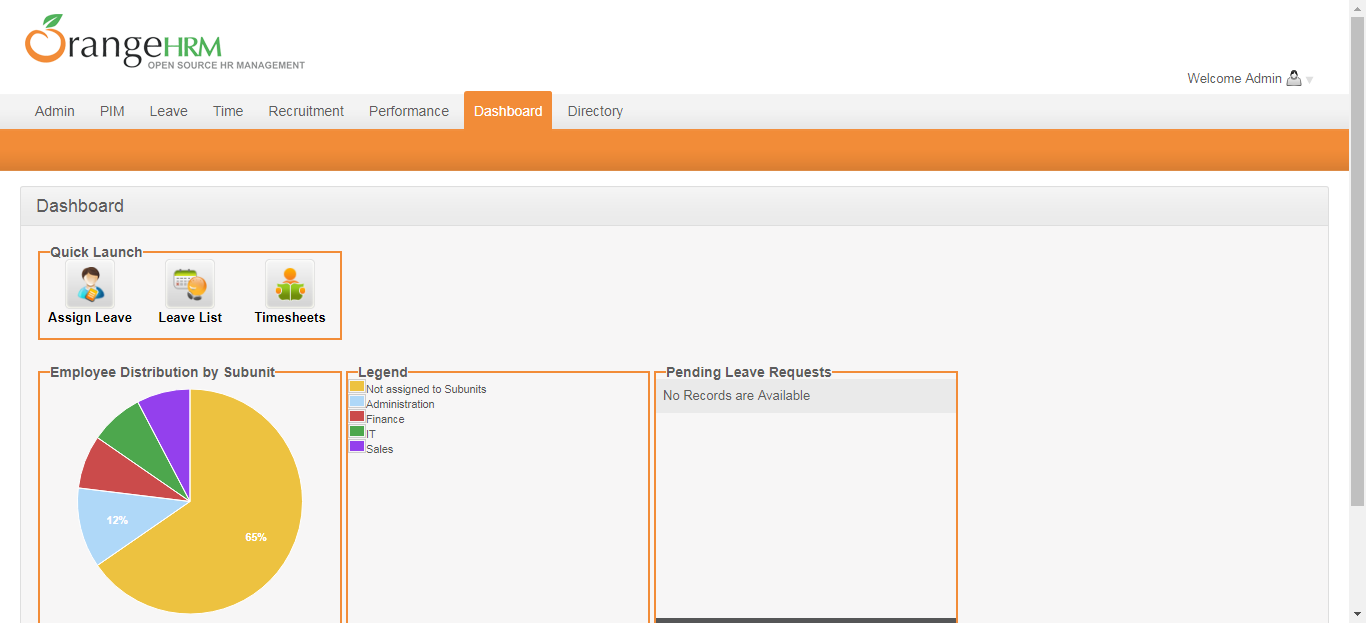 OrangeHRM
OPEN SOURCE HR MANAGEMENT
Welcome Admin
Admin PIM Leave Time Recruitment Performance Dashboard Directory
Dashboard
Quick Launch
Assign Leave Leave List Timesheets
Employee Distribution by Subunit
12%
65%
Legend
Not assigned to Subunits
Administration
Finance
IT
Sales
Pending Leave Requests
No Records are Available